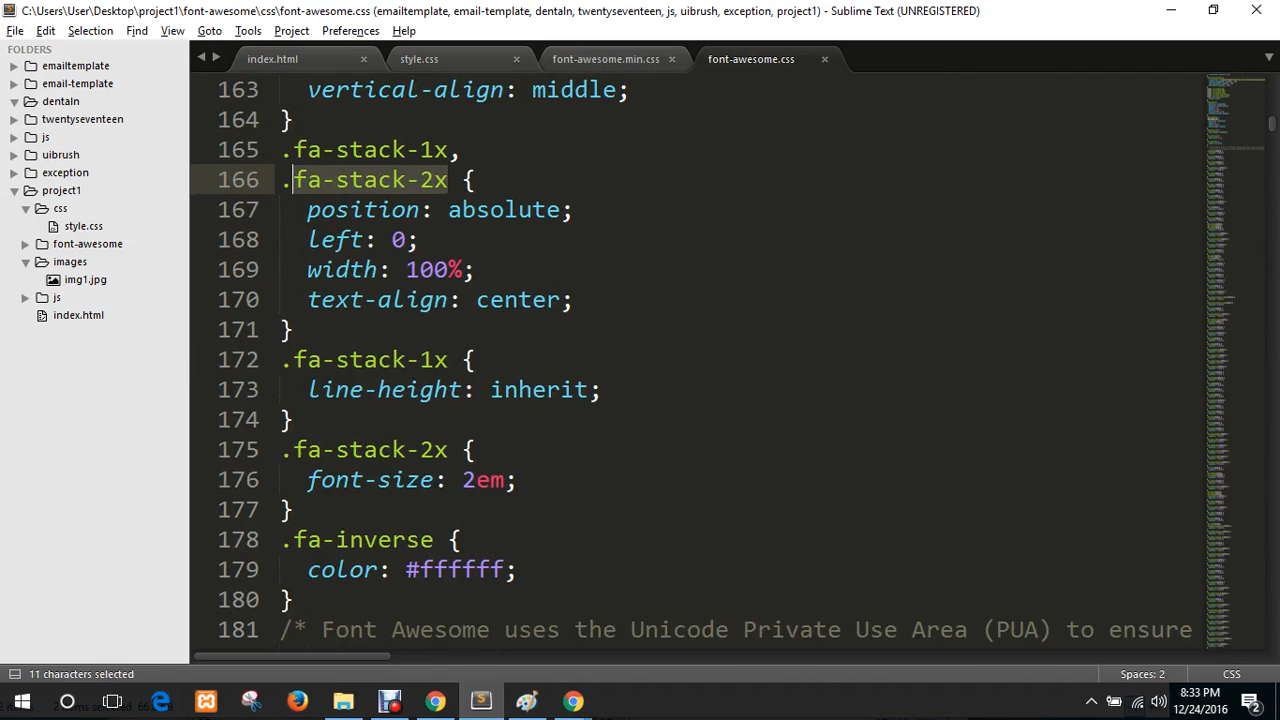 C:\Users\User\Desktop\project1\font-awesome\css\font-awesome.css (emailtemplate, email-template, dentaln, twentyseventeen, js, uibrush, exception, project1) - Sublime Text (UNREGISTERED)
File Edit Selection Find View Goto Tools Project Preferences Help
FOLDERS
emailtemplate
email-template
dentaln
twentyseventeen
js
uibrush
exception
project1
css
style.css
font-awesome
images
img1.jpg
js
index.html
index.html × style.css × font-awesome.min.css × font-awesome.css ×
163 vertical-align: middle;
164 }
165 .fa-stack-1x,
166 .fa-stack-2x {
167 position: absolute;
168 left: 0;
169 width: 100%;
170 text-align: center;
171 }
172 .fa-stack-1x {
173 line-height: inherit;
174 }
175 .fa-stack-2x {
176 font-size: 2em;
177 }
178 .fa-inverse {
179 color: #ffffff;
180 }
181 /* Font Awesome uses the Unicode Private Use Area (PUA) to ensure
11 characters selected Spaces: 2 CSS
8:33 PM
12/24/2016
2